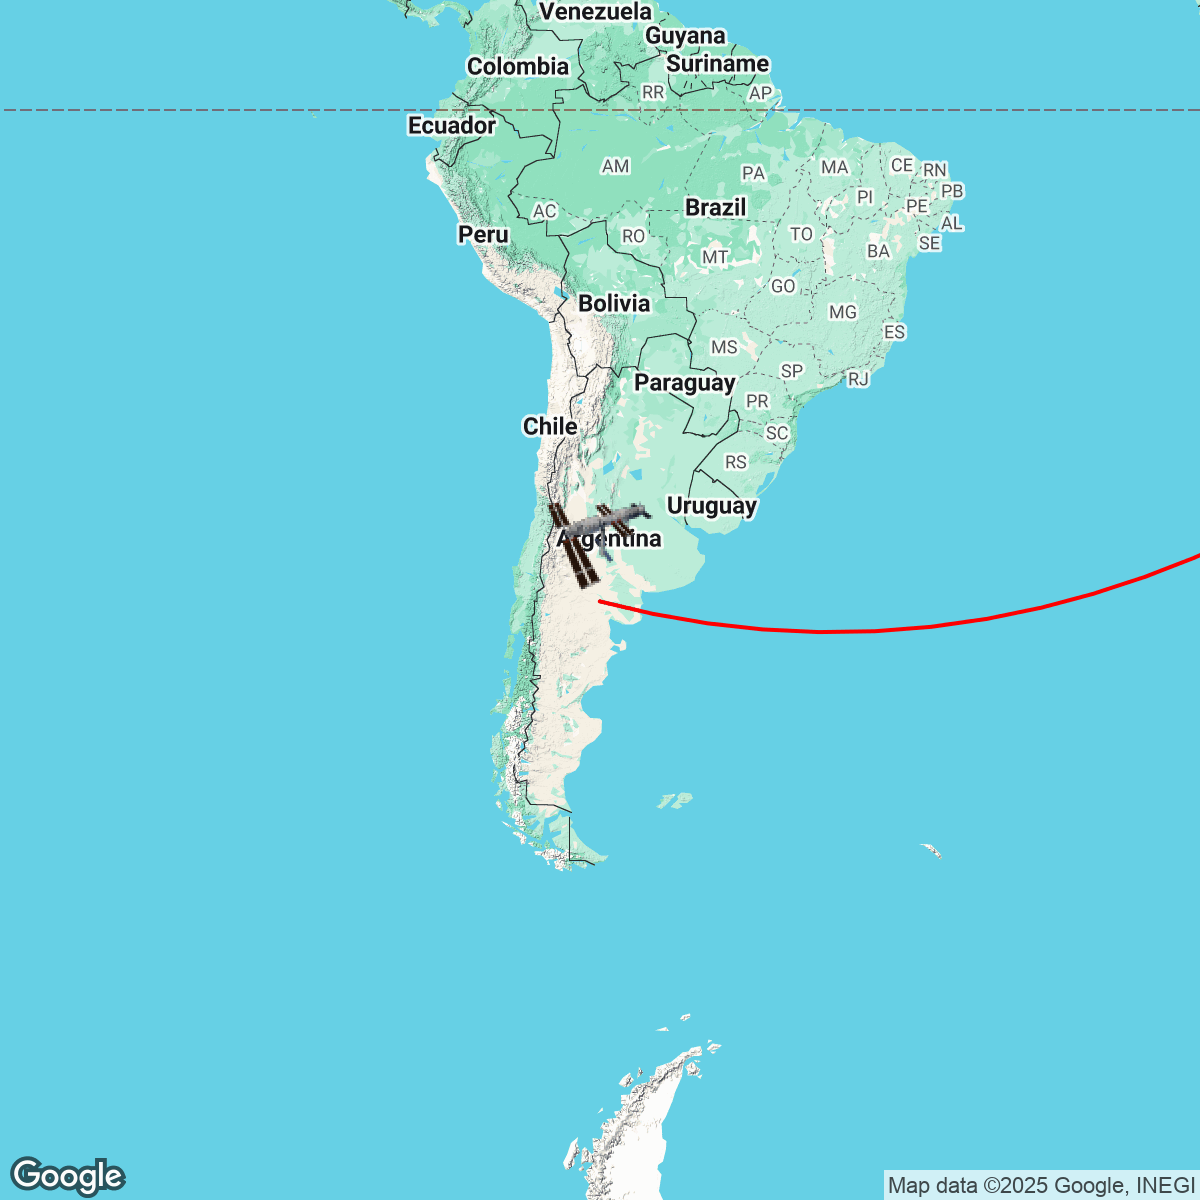 Venezuela
Guyana
Colombia
Suriname
RR
AP
Ecuador
AM
PA
MA
CE
RN
PI
PB
PE
AC
Brazil
AL
Peru
RO
TO
SE
MT
BA
GO
Bolivia
MG
ES
MS
SP
Paraguay
RJ
PR
Chile
SC
RS
Uruguay
Argentina
Google
Map data ©2025 Google, INEGI